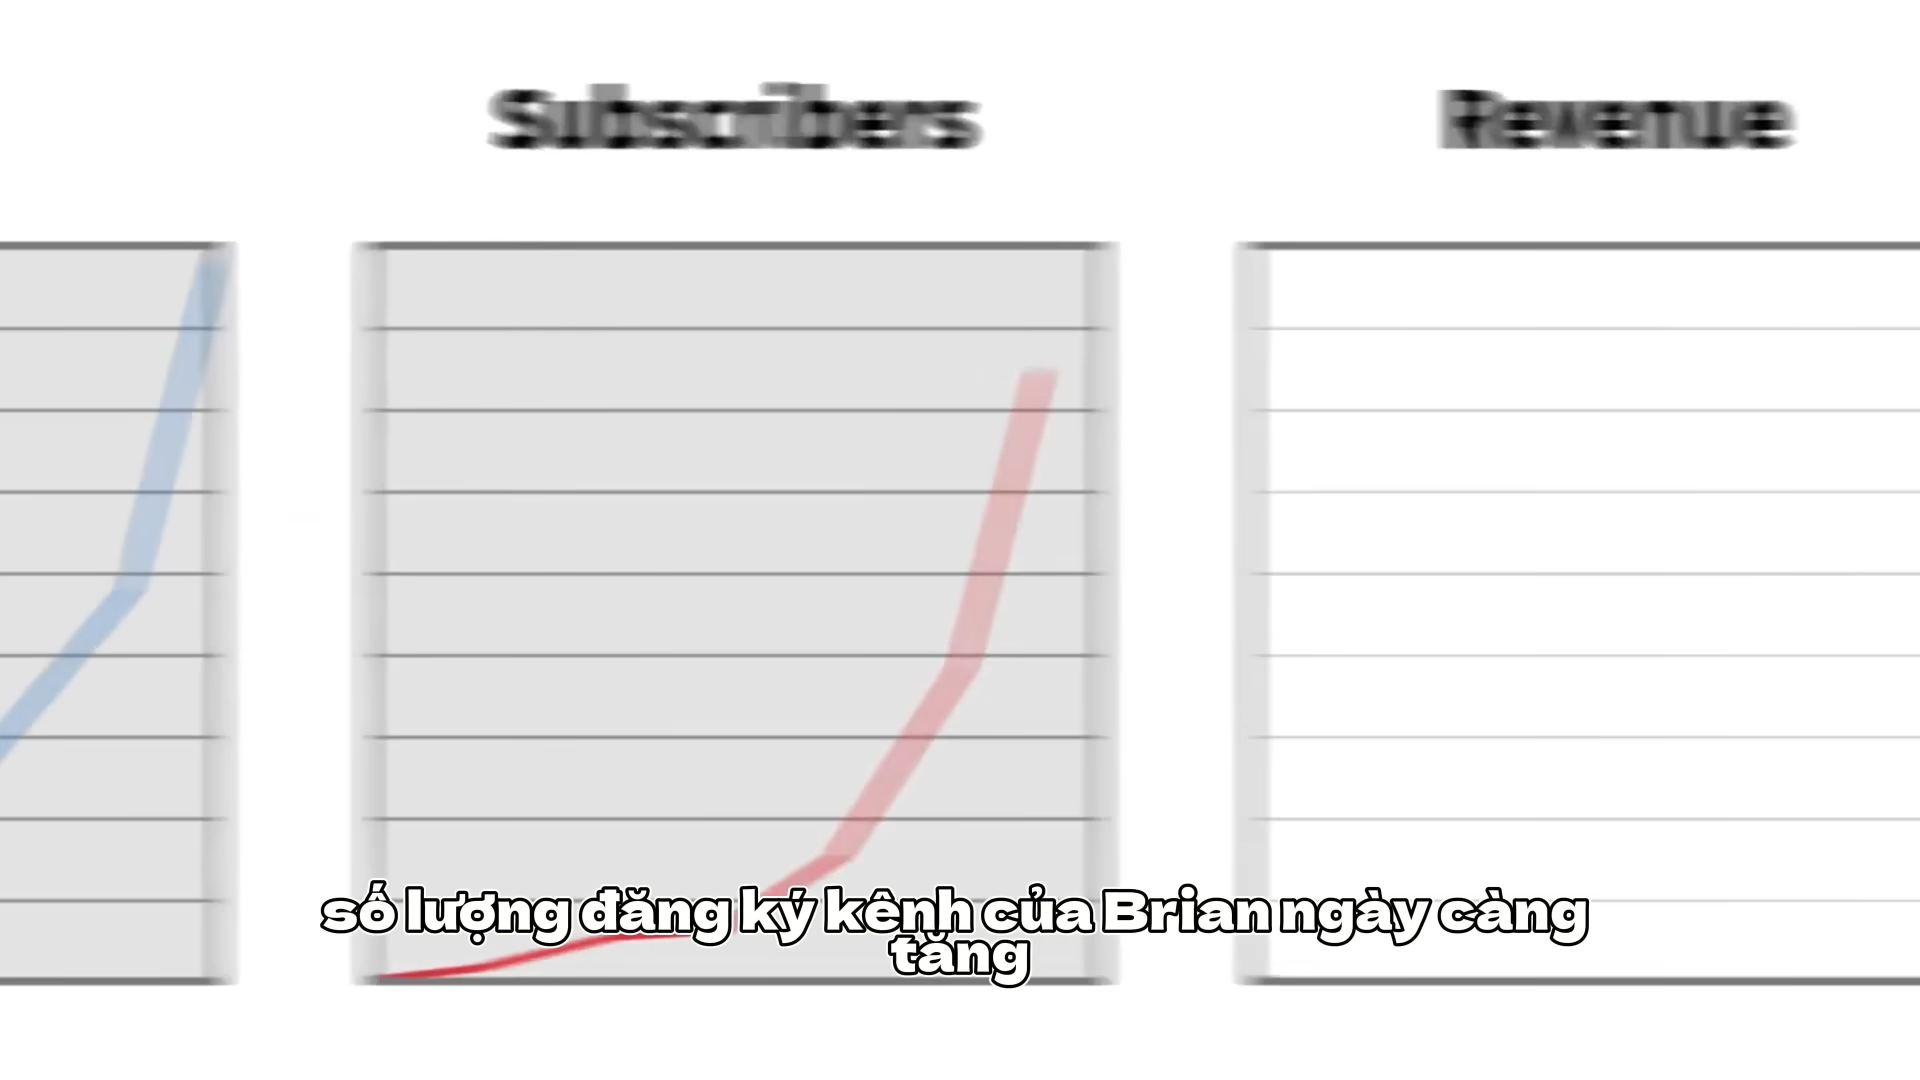 Subscribers
Revenue
số lượng đăng ký kênh của Brian ngày càng
tăng